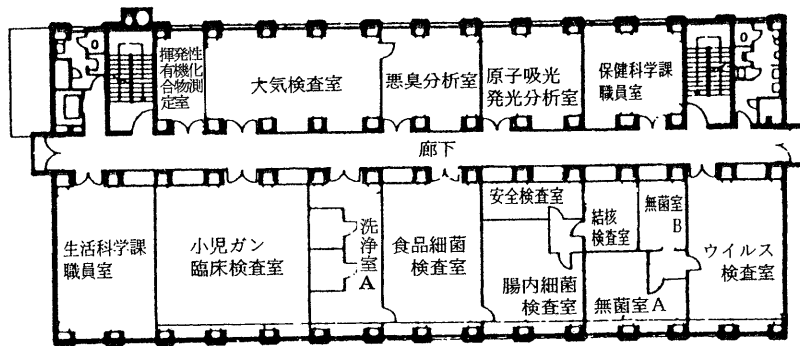 揮発性
有機化
合物測
定室
大気検査室
悪臭分析室
原子吸光
発光分析室
保健科学課
職員室
廊下
生活科学課
職員室
小児ガン
臨床検査室
洗浄室A
食品細菌
検査室
安全検査室
腸内細菌
検査室
結核
検査室
無菌室
B
無菌室A
ウイルス
検査室